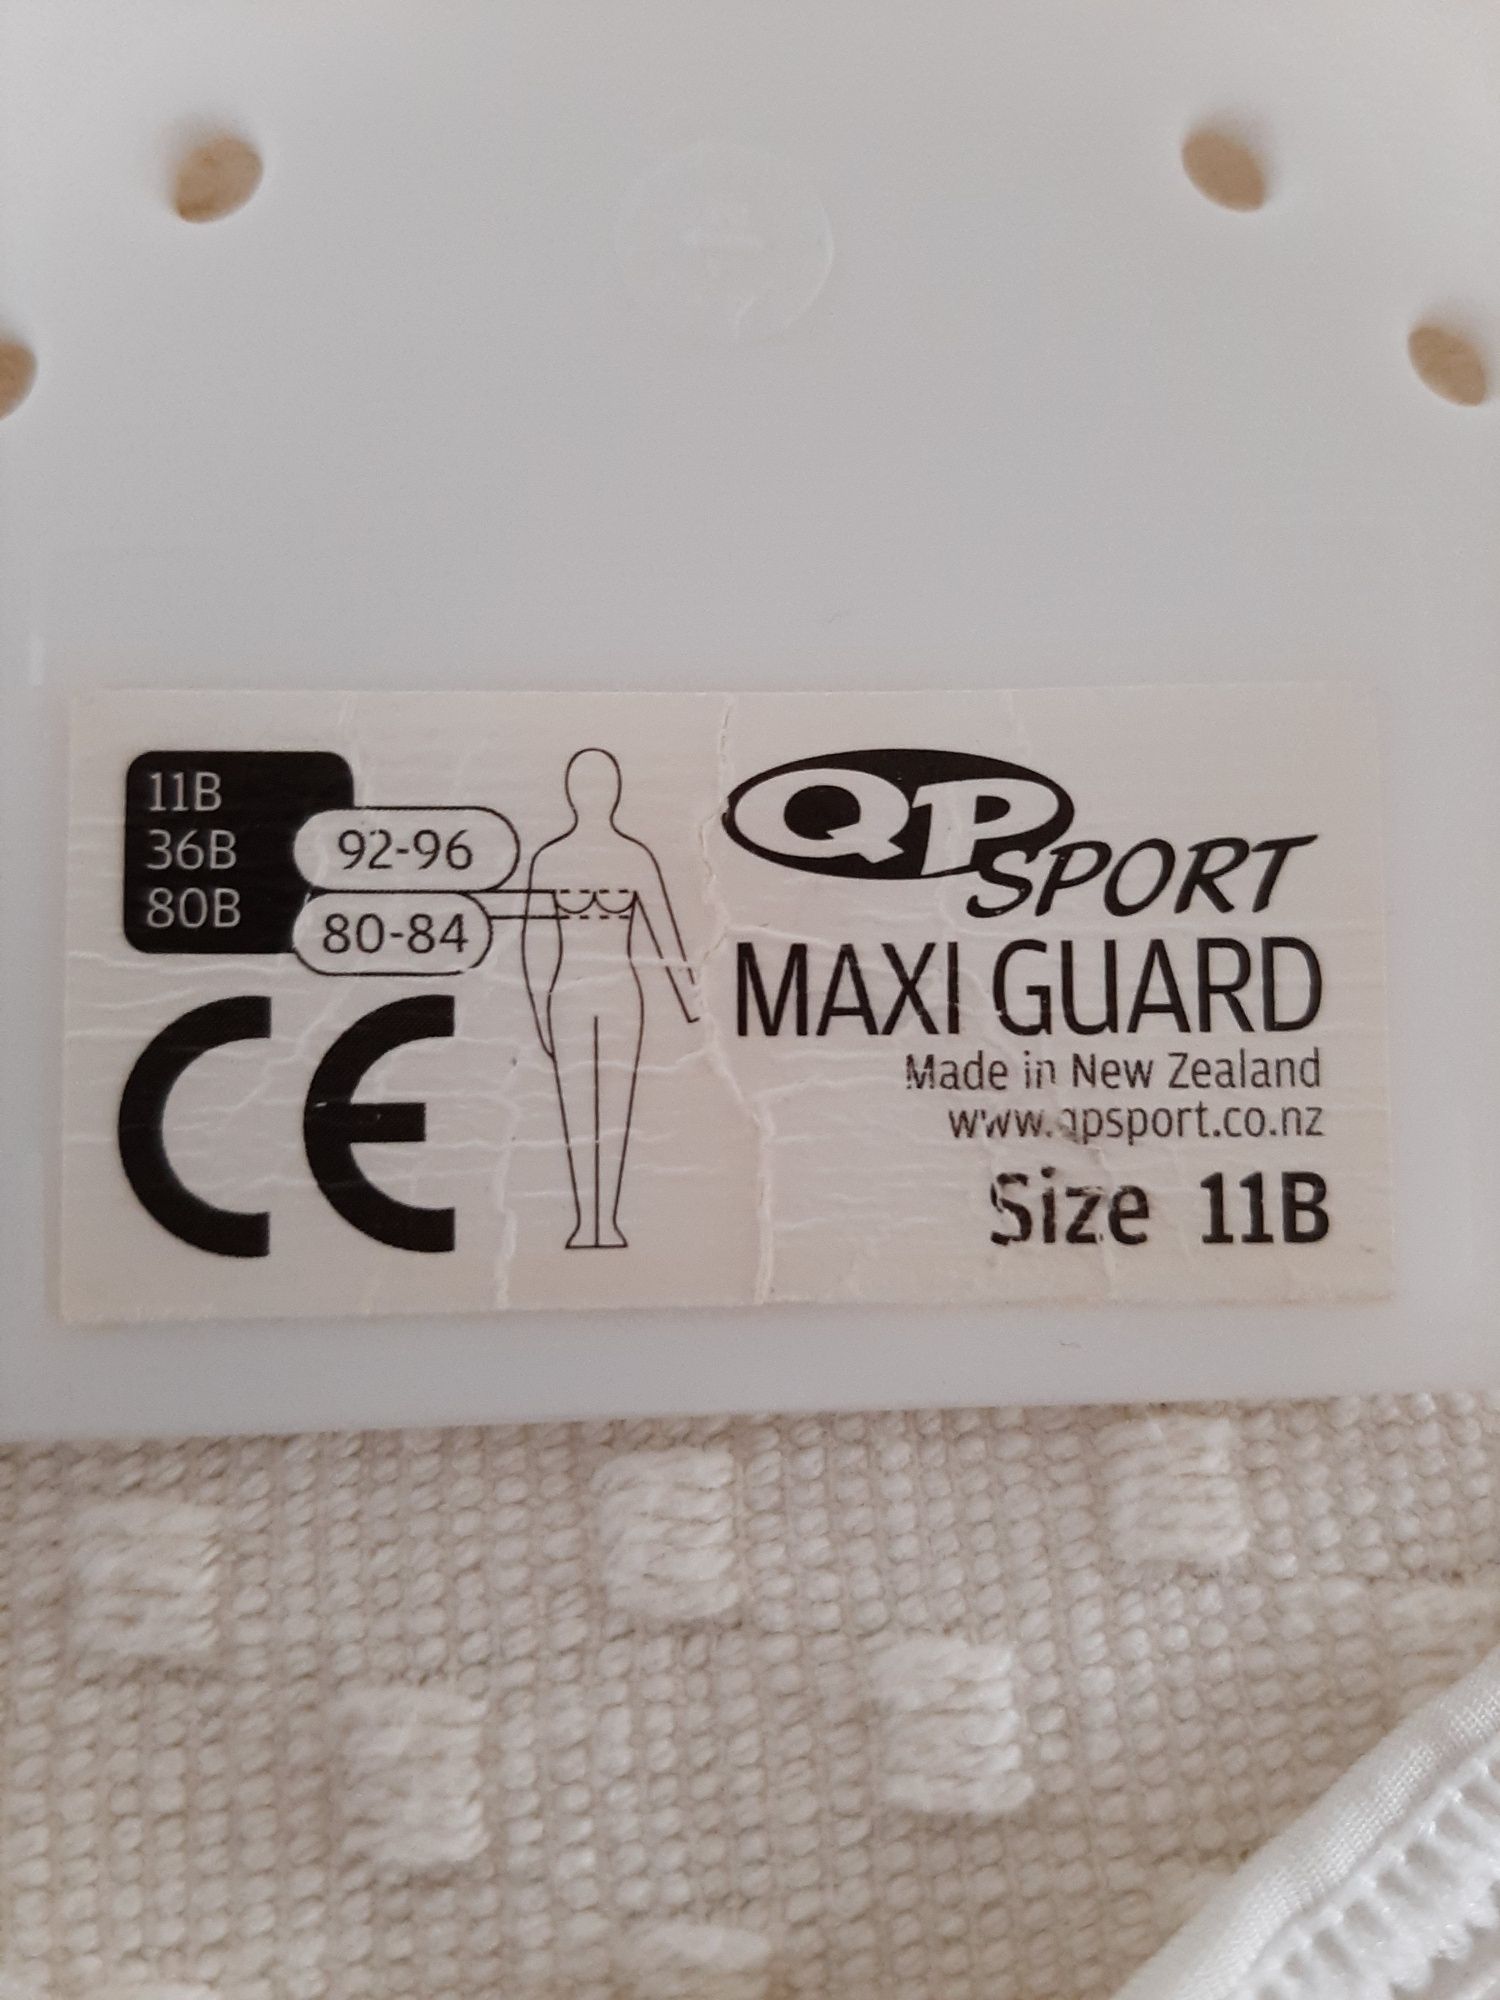 11B
36B
80B
92-96
80-84
CE
QP SPORT
MAXI GUARD
Made in New Zealand
www.qpsport.co.nz
Size 11B